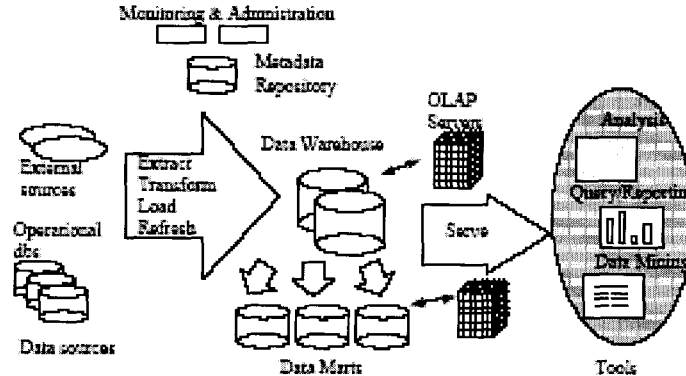 Monitoring & Administration
Metadata
Repository
OLAP
Servers
Data Warehouse
Analysis
External
sources
Extract
Transform
Load
Refresh
Query/Reporting
Operational
dbs
Serve
Data Mining
Data sources
Data Marts
Tools